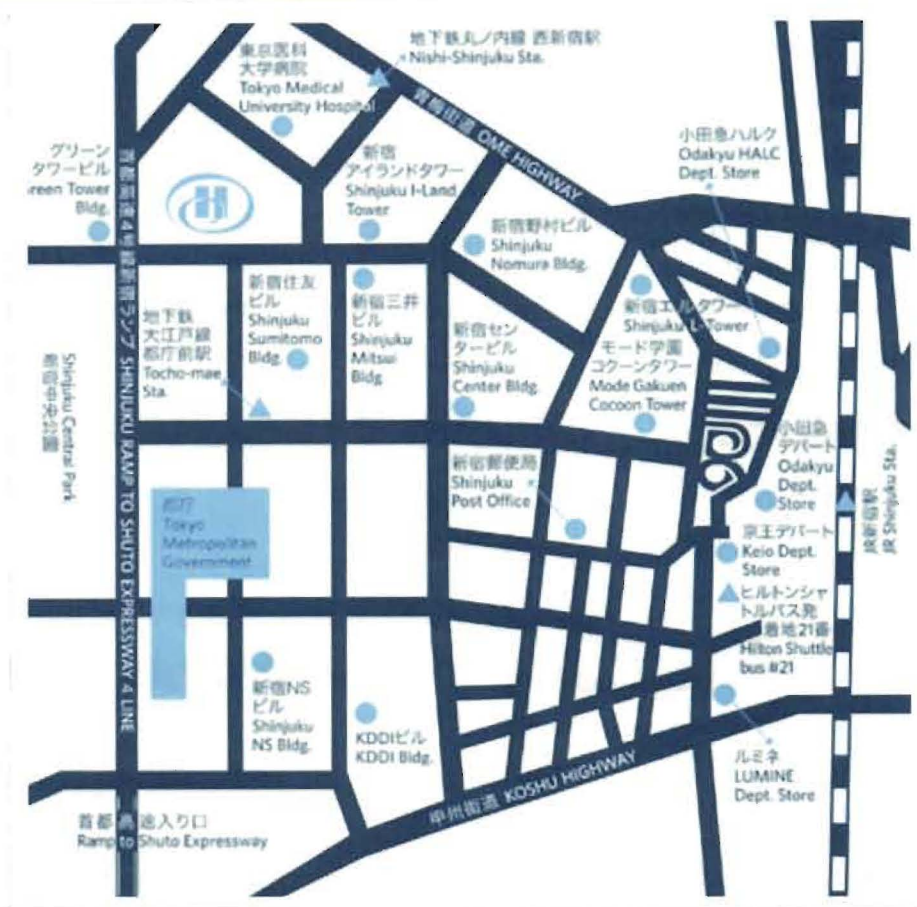 地下鉄丸ノ内線 西新宿駅
Nishi-Shinjuku Sta.
東京医科
大学病院
Tokyo Medical
University Hospital
青梅街道 OME HIGHWAY
小田急ハルク
Odakyu HALC
Dept. Store
グリーン
タワービル
reen Tower
Bldg.
新宿
アイランドタワー
Shinjuku I-Land
Tower
新宿野村ビル
Shinjuku
Nomura Bldg.
首都高速4号線新宿ランプ SHINJUKU RAMP TO SHUTO EXPRESSWAY 4 LINE
地下鉄
大江戸線
都庁前駅
Tocho-mae
Sta.
新宿住友
ビル
Shinjuku
Sumitomo
Bldg.
新宿三井
ビル
Shinjuku
Mitsui
Bldg
新宿セン
タービル
Shinjuku
Center Bldg.
新宿エルタワー
Shinjuku L-Tower
モード学園
コクーンタワー
Mode Gakuen
Cocoon Tower
Shinjuku Central Park
新宿中央公園
新宿郵便局
Shinjuku
Post Office
小田急
デパート
Odakyu
Dept.
Store
JR新宿駅
JR Shinjuku Sta.
都庁
Tokyo
Metropolitan
Government
京王デパート
Keio Dept.
Store
ヒルトンシャ
トルバス発
着地21番
Hilton Shuttle
bus #21
新宿NS
ビル
Shinjuku
NS Bldg.
KDDIビル
KDDI Bldg.
ルミネ
LUMINE
Dept. Store
甲州街道 KOSHU HIGHWAY
首都高速入り口
Ramp to Shuto Expressway